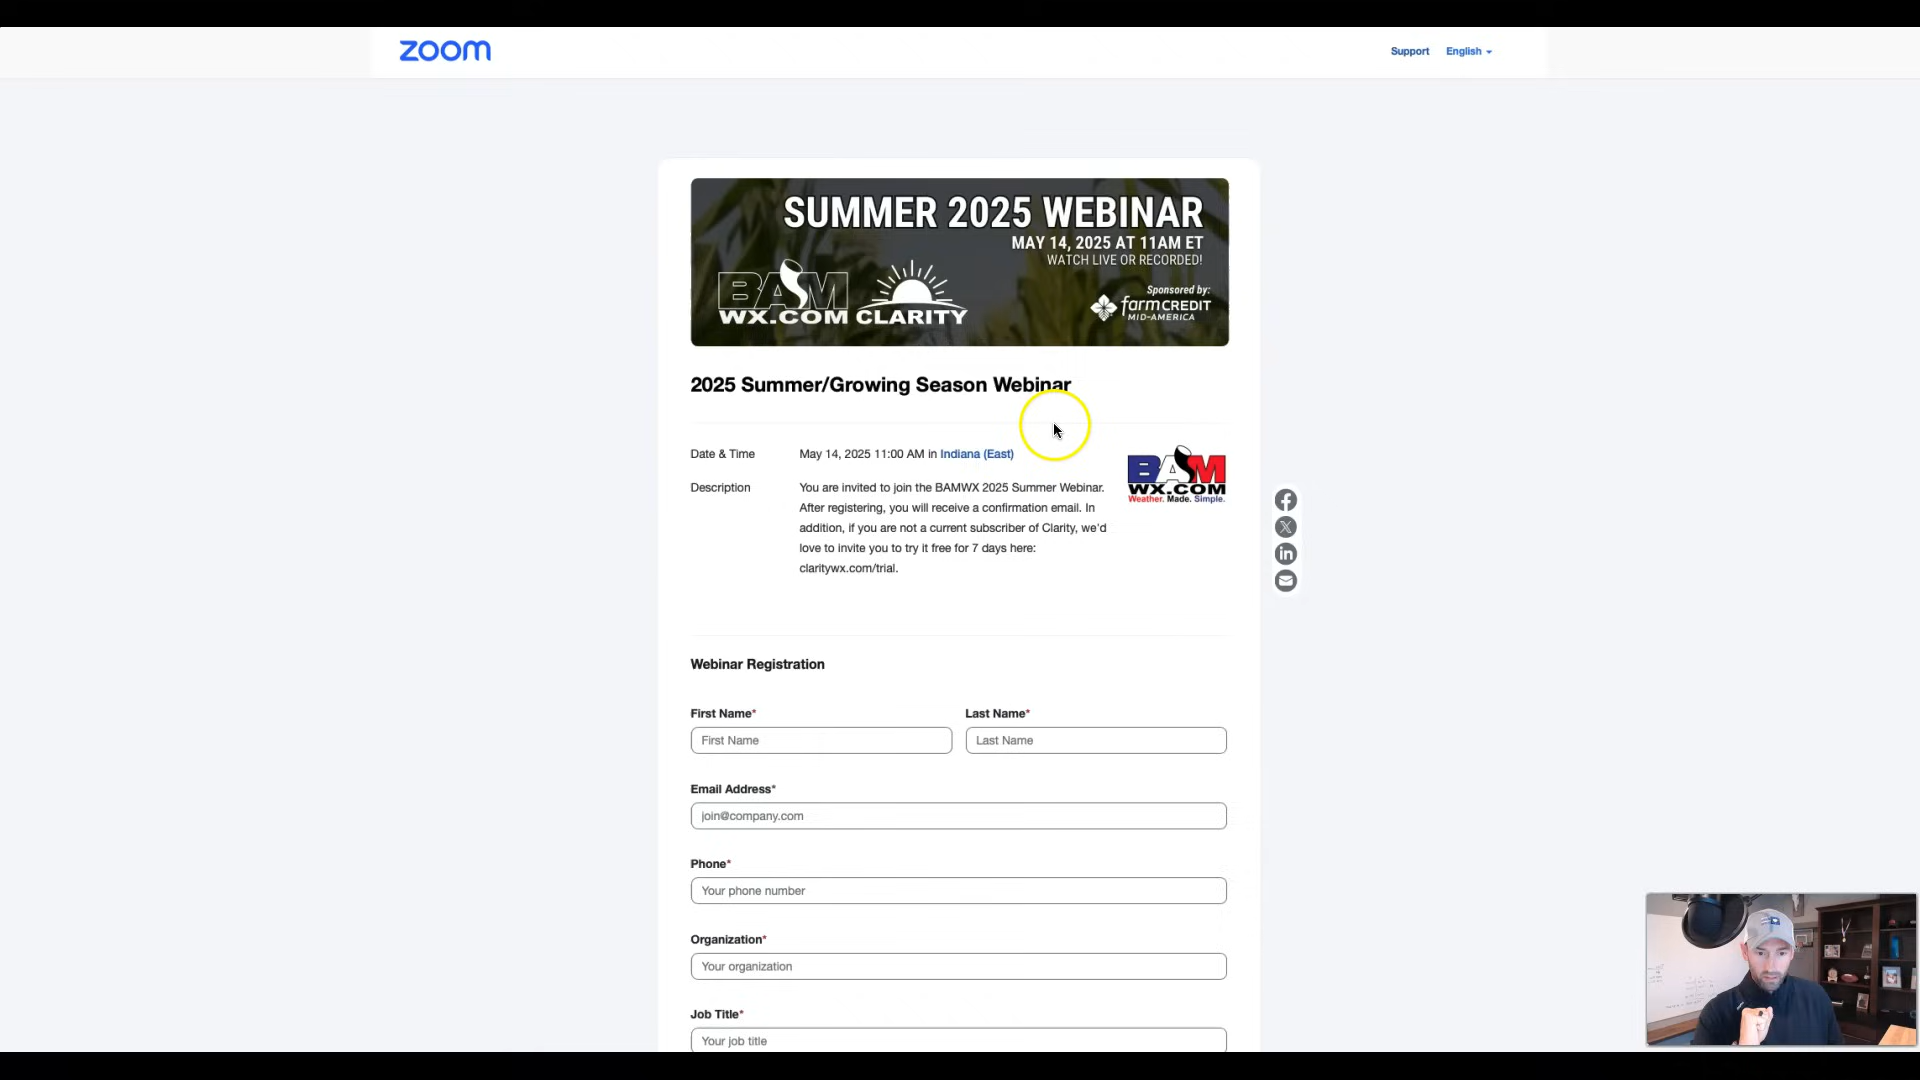 zoom
Support English
SUMMER 2025 WEBINAR
MAY 14, 2025 AT 11AM ET
WATCH LIVE OR RECORDED!
BAM
WX.COM CLARITY
Sponsored by:
farm CREDIT
MID-AMERICA
2025 Summer/Growing Season Webinar
Date & Time May 14, 2025 11:00 AM in Indiana (East)
BAM
WX.COM
Weather. Made. Simple.
Description You are invited to join the BAMWX 2025 Summer Webinar.
After registering, you will receive a confirmation email. In
addition, if you are not a current subscriber of Clarity, we'd
love to invite you to try it free for 7 days here:
claritywx.com/trial.
Webinar Registration
First Name* Last Name*
First Name Last Name
Email Address*
join@company.com
Phone*
Your phone number
Organization*
Your organization
Job Title*
Your job title